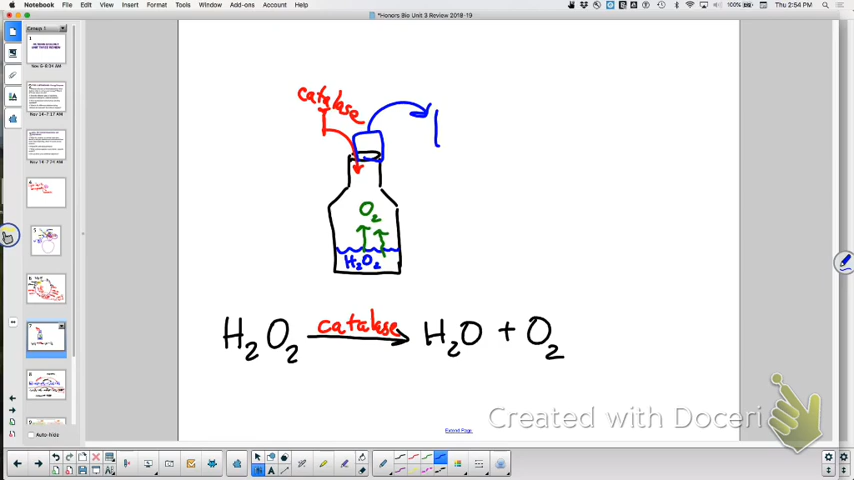 Notebook File Edit View Insert Format Tools Window Add-ons Account Help
100% Thu 2:54 PM
*Honors Bio Unit 3 Review 2018-19
Group 1
catalase
O2
H2O2
H2O2 catalase H2O + O2
Created with Doceri
Extend Page
Auto-hide